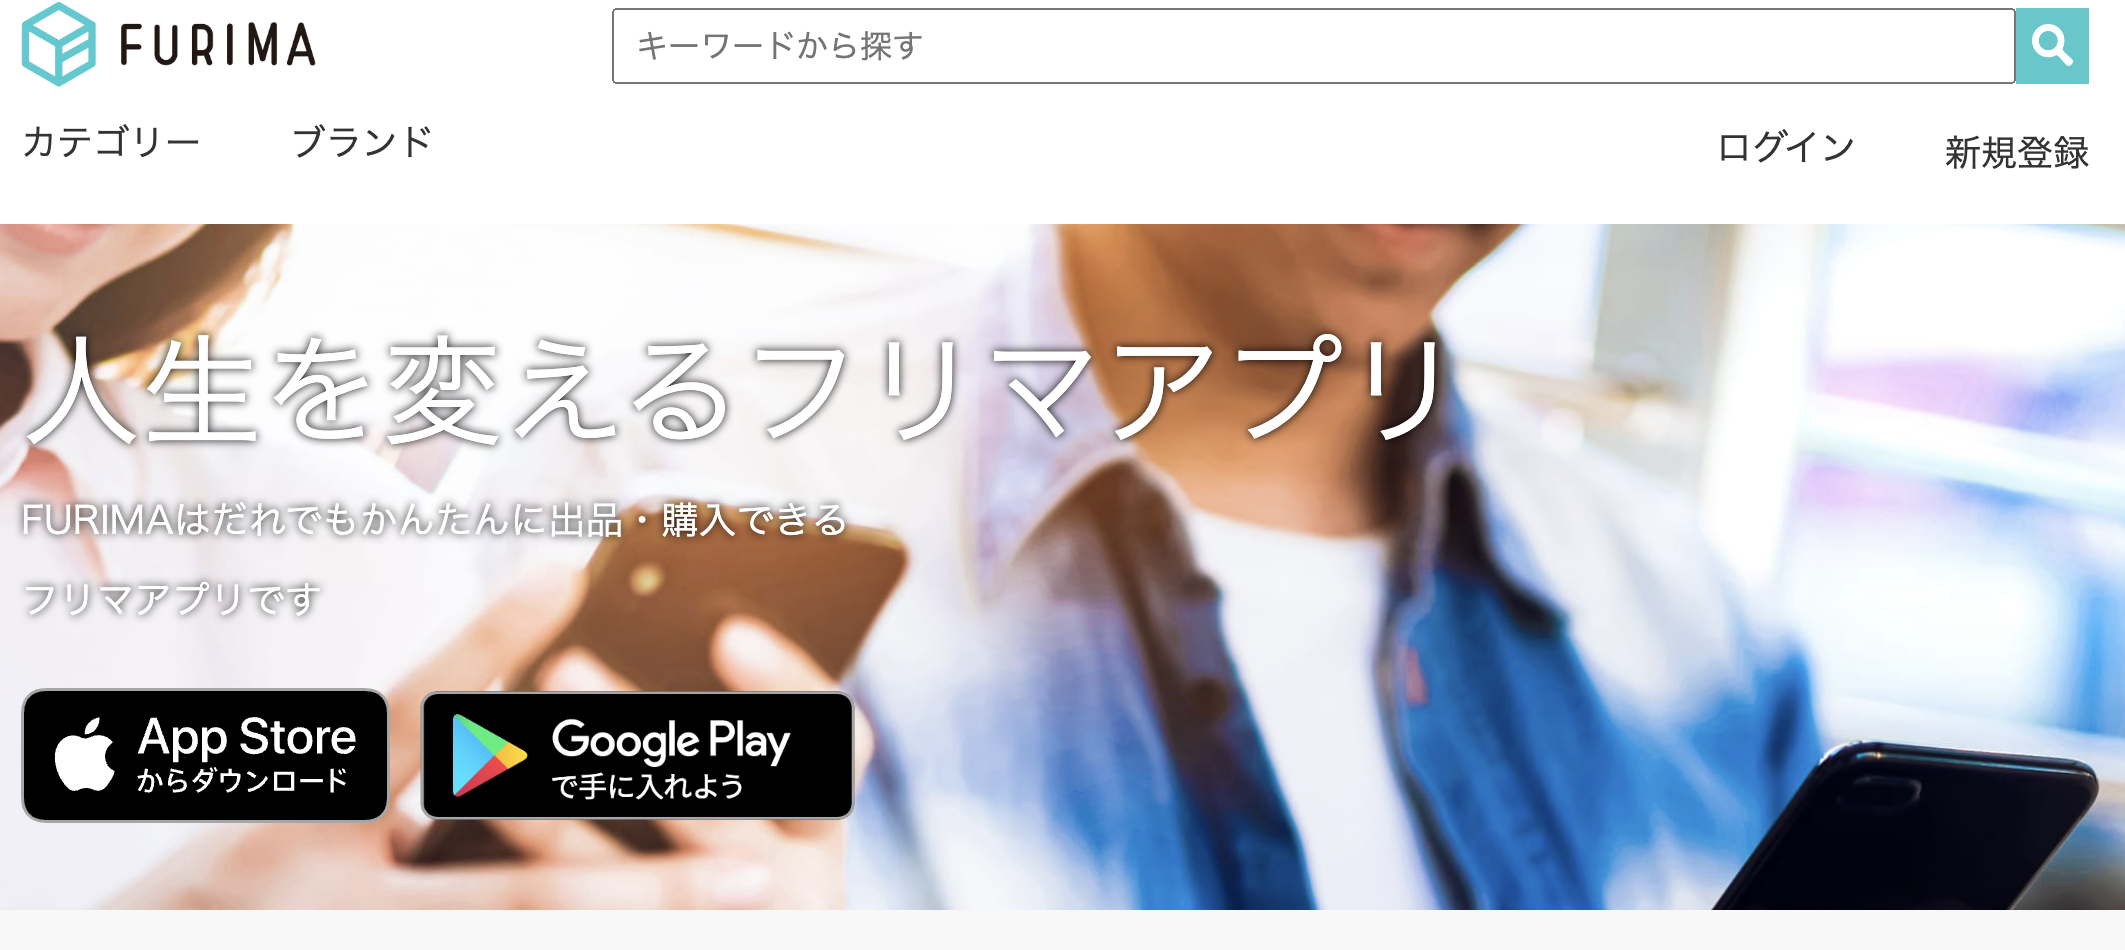 FURIMA
キーワードから探す
カテゴリー ブランド ログイン 新規登録
人生を変えるフリマアプリ
FURIMAはだれでもかんたんに出品・購入できる
フリマアプリです
App Store
からダウンロード
Google Play
で手に入れよう